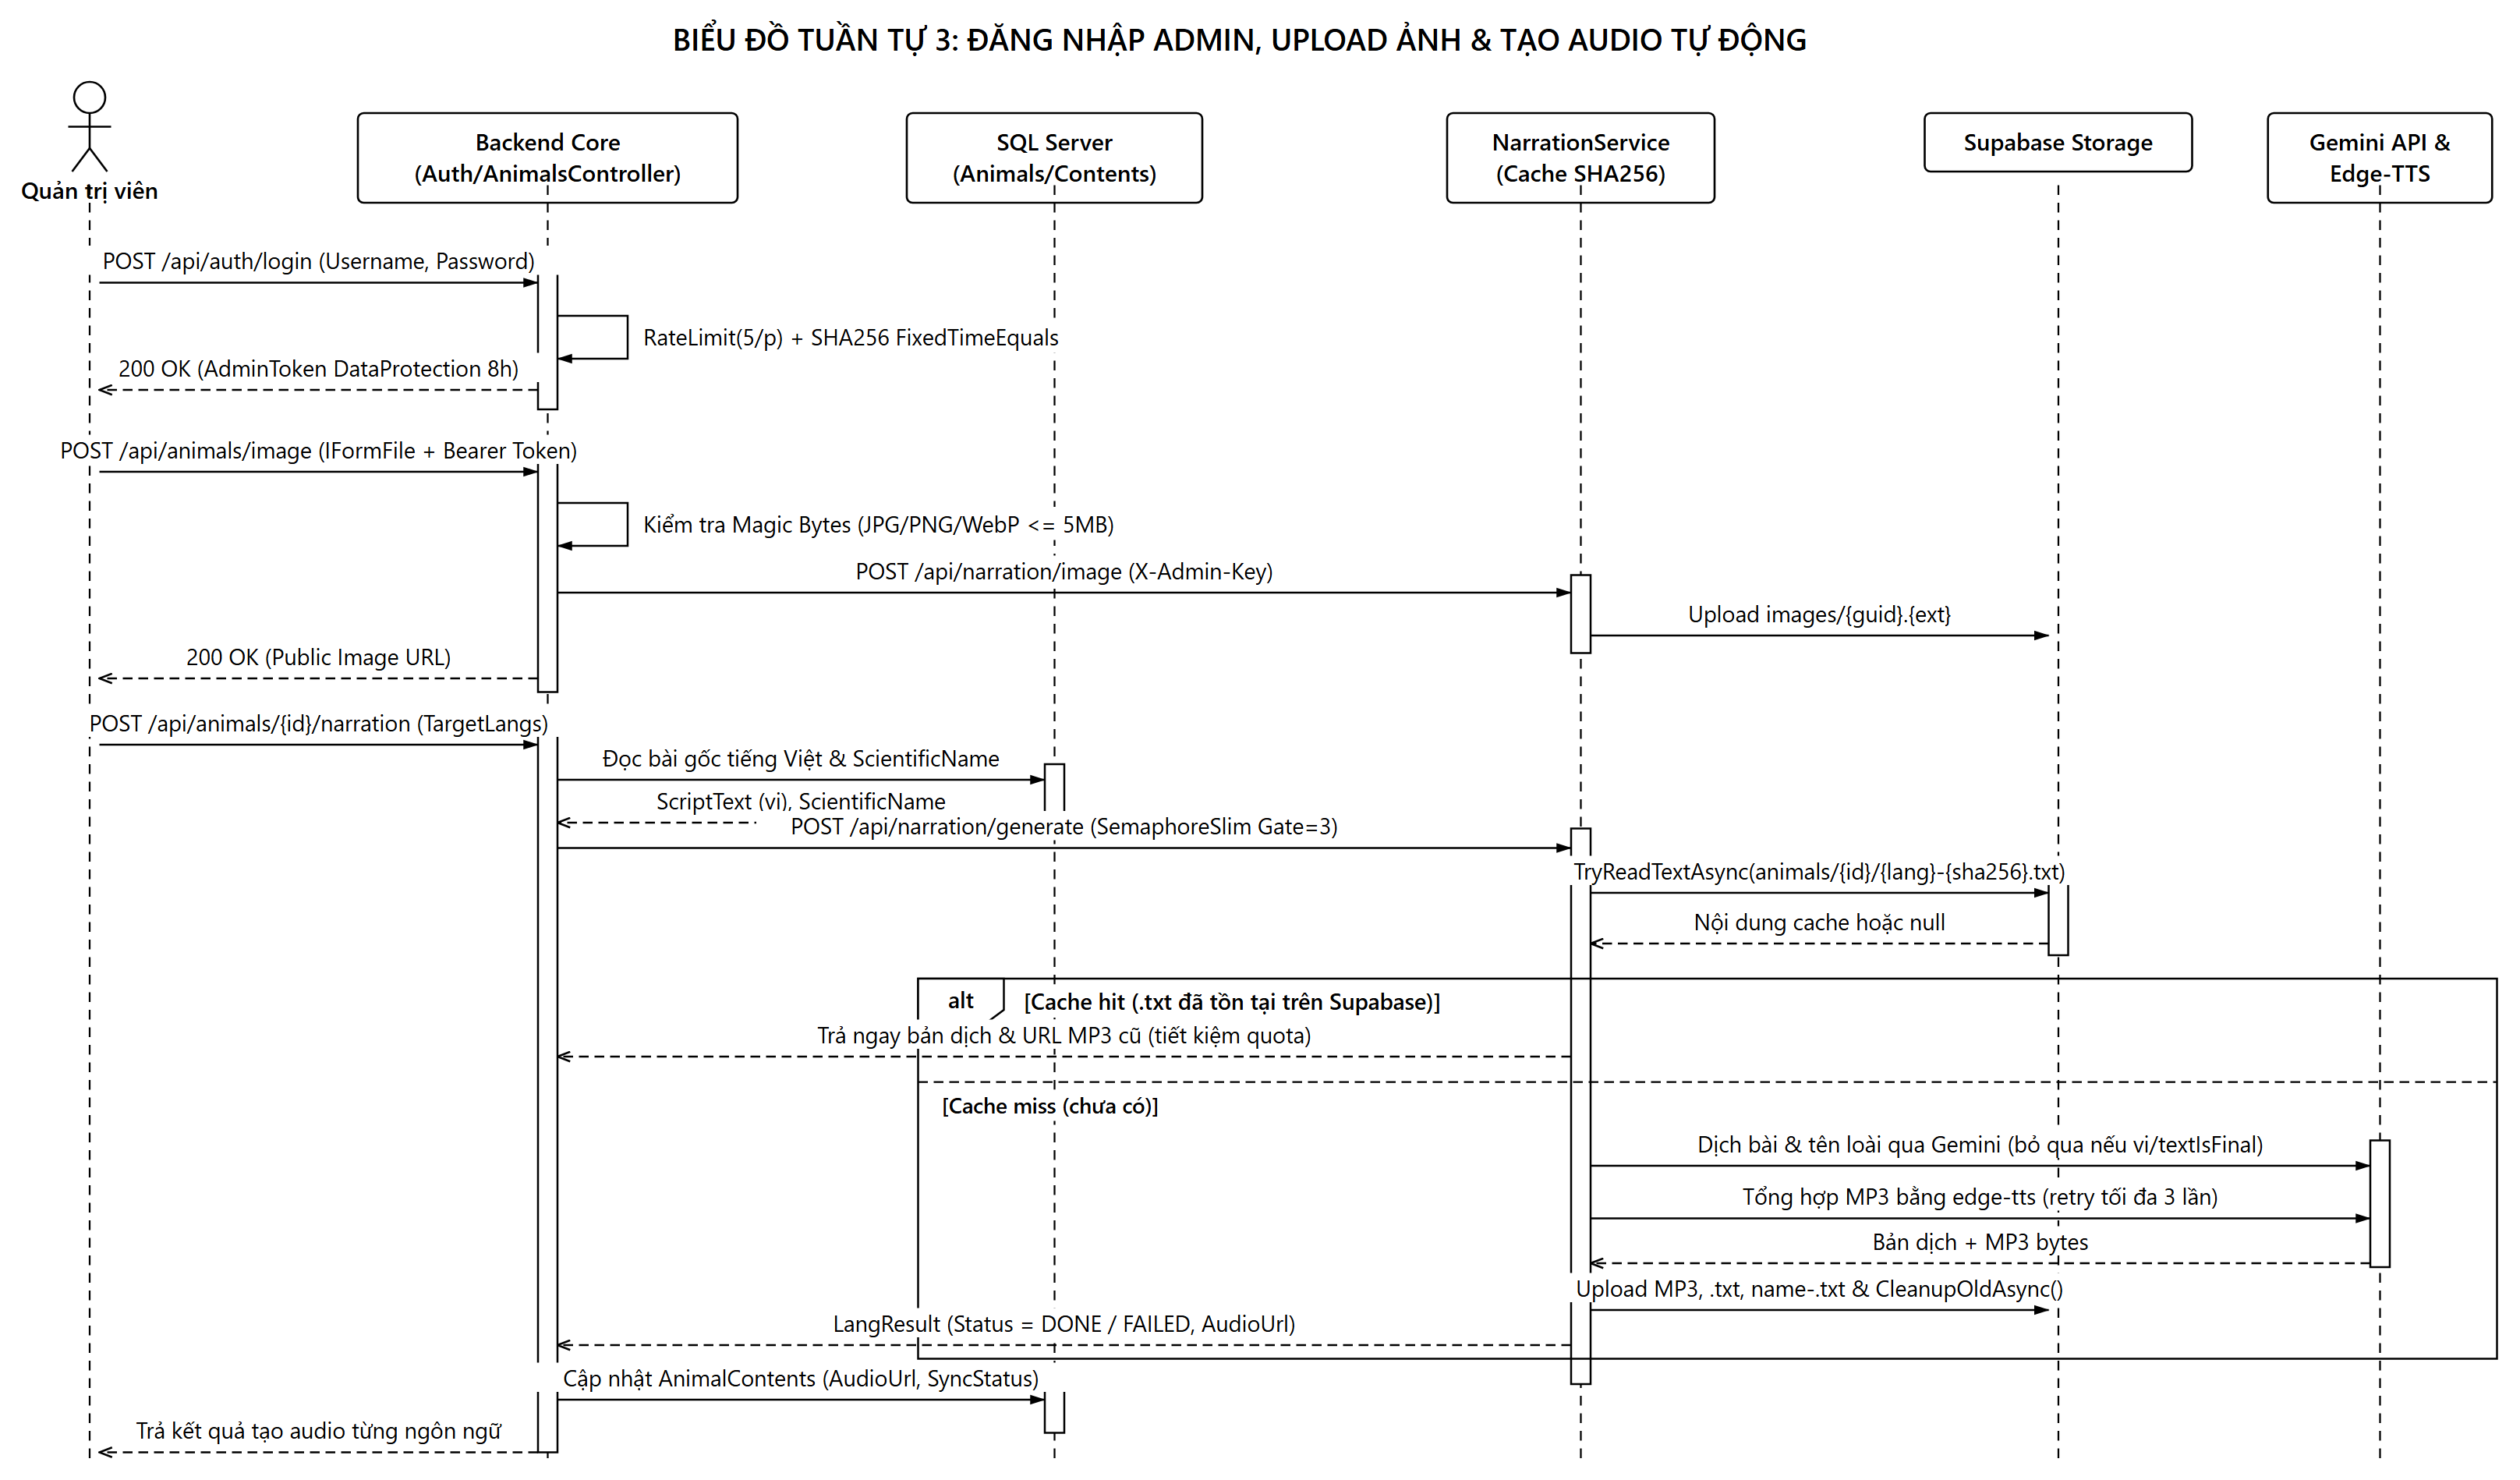 BIỂU ĐỒ TUẦN TỰ 3: ĐĂNG NHẬP ADMIN, UPLOAD ẢNH & TẠO AUDIO TỰ ĐỘNG
Quản trị viên
Backend Core
(Auth/AnimalsController)
SQL Server
(Animals/Contents)
NarrationService
(Cache SHA256)
Supabase Storage
Gemini API &
Edge-TTS
POST /api/auth/login (Username, Password)
RateLimit(5/p) + SHA256 FixedTimeEquals
200 OK (AdminToken DataProtection 8h)
POST /api/animals/image (IFormFile + Bearer Token)
Kiểm tra Magic Bytes (JPG/PNG/WebP <= 5MB)
POST /api/narration/image (X-Admin-Key)
Upload images/{guid}.{ext}
200 OK (Public Image URL)
POST /api/animals/{id}/narration (TargetLangs)
Đọc bài gốc tiếng Việt & ScientificName
ScriptText (vi), ScientificName
POST /api/narration/generate (SemaphoreSlim Gate=3)
TryReadTextAsync(animals/{id}/{lang}-{sha256}.txt)
Nội dung cache hoặc null
alt
[Cache hit (.txt đã tồn tại trên Supabase)]
Trả ngay bản dịch & URL MP3 cũ (tiết kiệm quota)
[Cache miss (chưa có)]
Dịch bài & tên loài qua Gemini (bỏ qua nếu vi/textIsFinal)
Tổng hợp MP3 bằng edge-tts (retry tối đa 3 lần)
Bản dịch + MP3 bytes
Upload MP3, .txt, name-.txt & CleanupOldAsync()
LangResult (Status = DONE / FAILED, AudioUrl)
Cập nhật AnimalContents (AudioUrl, SyncStatus)
Trả kết quả tạo audio từng ngôn ngữ